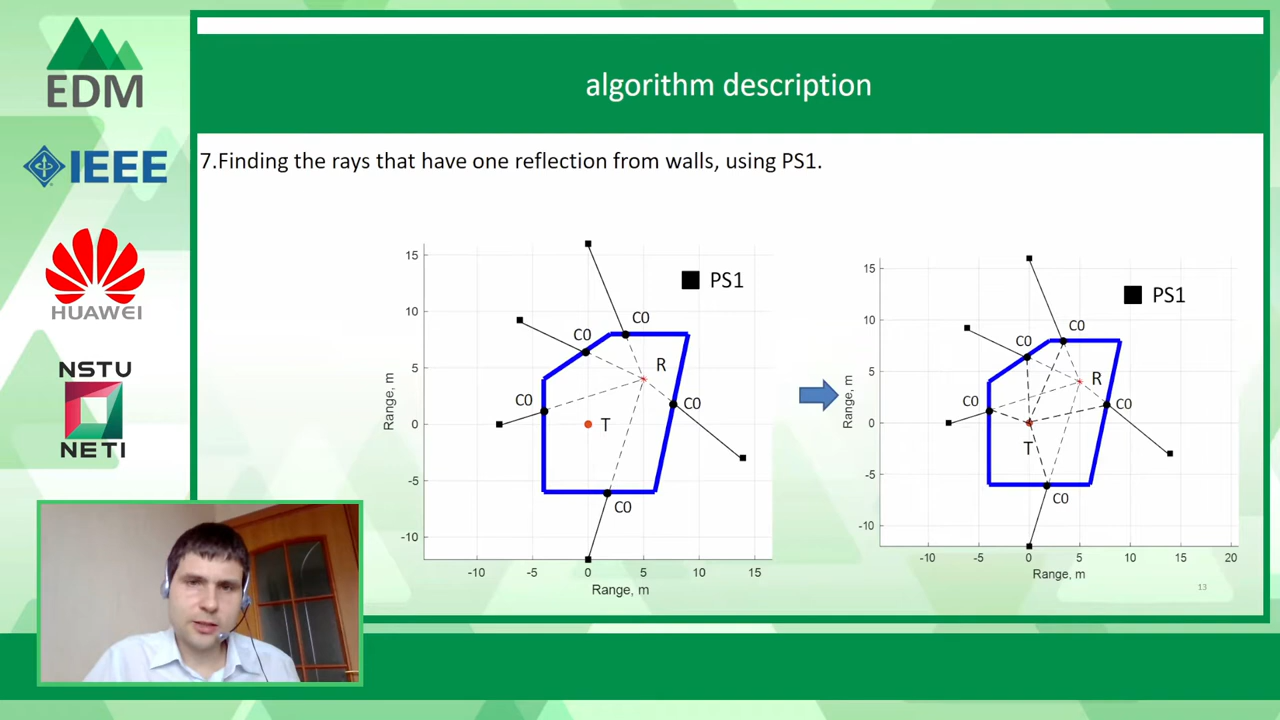 EDM
IEEE
HUAWEI
NSTU
NETI
algorithm description
7.Finding the rays that have one reflection from walls, using PS1.
15
10
5
0
-5
-10
Range, m
-10
-5
0
5
10
15
Range, m
PS1
C0
C0
R
C0
C0
T
C0
15
10
5
0
-5
-10
Range, m
-10
-5
0
5
10
15
20
Range, m
PS1
C0
C0
R
C0
C0
T
C0
13